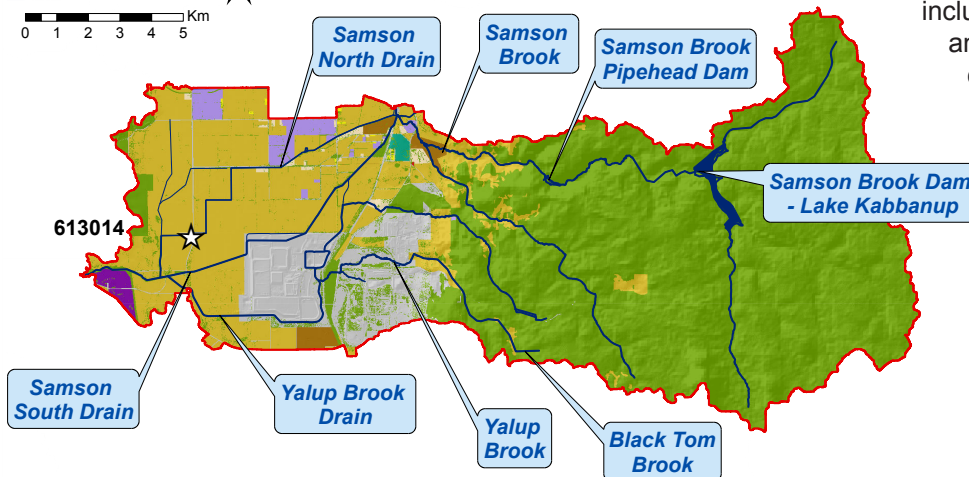 Km
0 1 2 3 4 5
Samson
North Drain
Samson
Brook
Samson Brook
Pipehead Dam
Samson Brook Dam
- Lake Kabbanup
613014
Samson
South Drain
Yalup Brook
Drain
Yalup
Brook
Black Tom
Brook